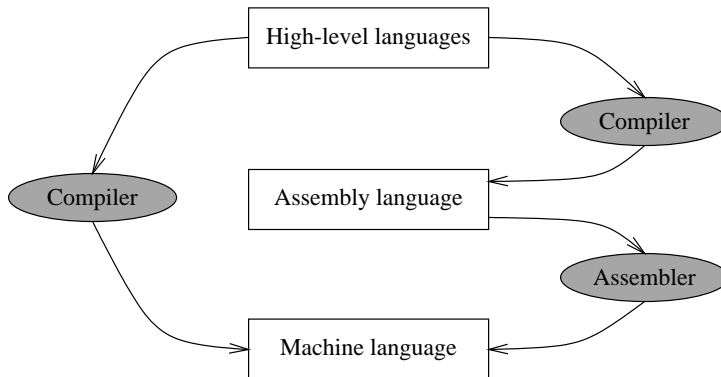 High-level languages
Compiler
Compiler
Assembly language
Assembler
Machine language